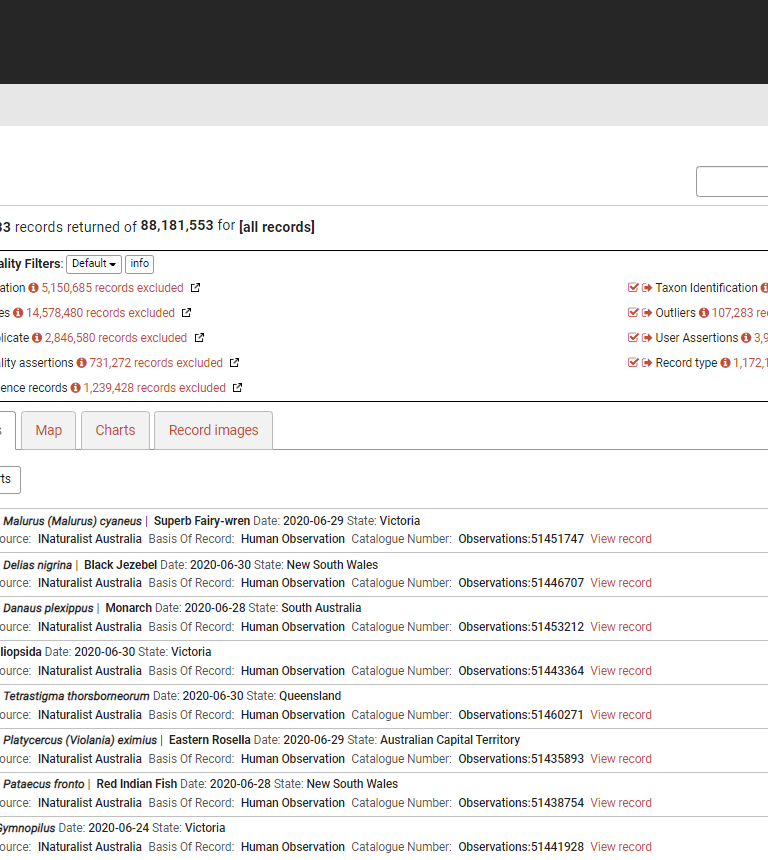 33 records returned of 88,181,553 for [all records]
ality Filters: Default info
ation 5,150,685 records excluded
Taxon Identification
es 14,578,480 records excluded
Outliers 107,283 re
licate 2,846,580 records excluded
User Assertions 3,9
lity assertions 731,272 records excluded
Record type 1,172,1
ence records 1,239,428 records excluded
s Map Charts Record images
rts
Malurus (Malurus) cyaneus | Superb Fairy-wren Date: 2020-06-29 State: Victoria
ource: INaturalist Australia Basis Of Record: Human Observation Catalogue Number: Observations:51451747 View record
Delias nigrina | Black Jezebel Date: 2020-06-30 State: New South Wales
ource: INaturalist Australia Basis Of Record: Human Observation Catalogue Number: Observations:51446707 View record
Danaus plexippus | Monarch Date: 2020-06-28 State: South Australia
ource: INaturalist Australia Basis Of Record: Human Observation Catalogue Number: Observations:51453212 View record
liopsida Date: 2020-06-30 State: Victoria
ource: INaturalist Australia Basis Of Record: Human Observation Catalogue Number: Observations:51443364 View record
Tetrastigma thorsborneorum Date: 2020-06-30 State: Queensland
ource: INaturalist Australia Basis Of Record: Human Observation Catalogue Number: Observations:51460271 View record
Platycercus (Violania) eximius | Eastern Rosella Date: 2020-06-29 State: Australian Capital Territory
ource: INaturalist Australia Basis Of Record: Human Observation Catalogue Number: Observations:51435893 View record
Pataecus fronto | Red Indian Fish Date: 2020-06-28 State: New South Wales
ource: INaturalist Australia Basis Of Record: Human Observation Catalogue Number: Observations:51438754 View record
Gymnopilus Date: 2020-06-24 State: Victoria
ource: INaturalist Australia Basis Of Record: Human Observation Catalogue Number: Observations:51441928 View record